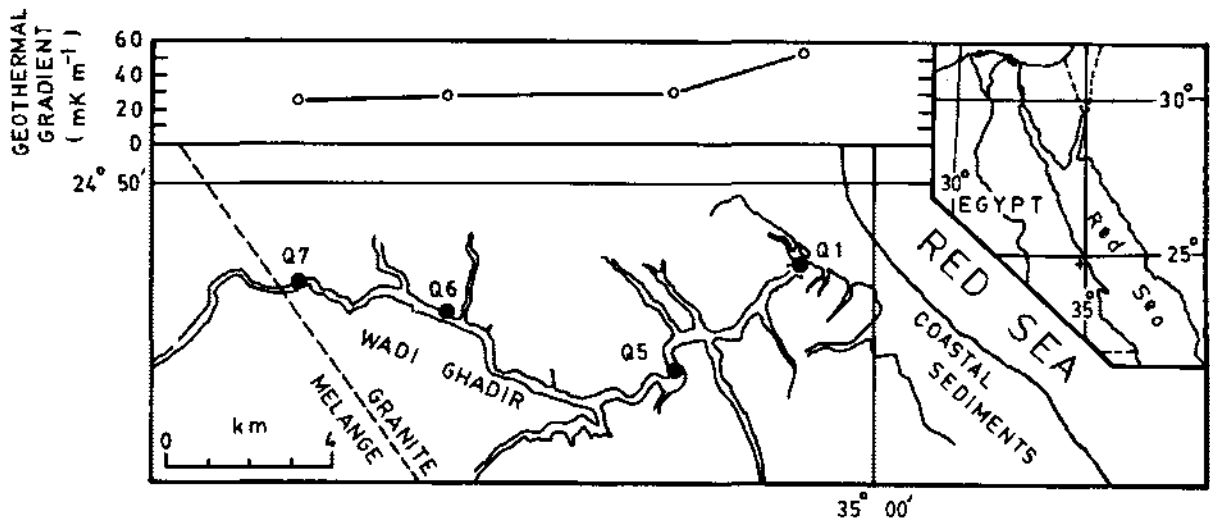 GEOTHERMAL
GRADIENT
(mK m⁻¹)
60
40
20
0
24° 50'
Q7
Q6
Q5
Q1
WADI
GHADIR
GRANITE
MELANGE
0 km 4
COASTAL
SEDIMENTS
RED SEA
35° 00'
30°
30°
EGYPT
Red
Sea
25°
35°